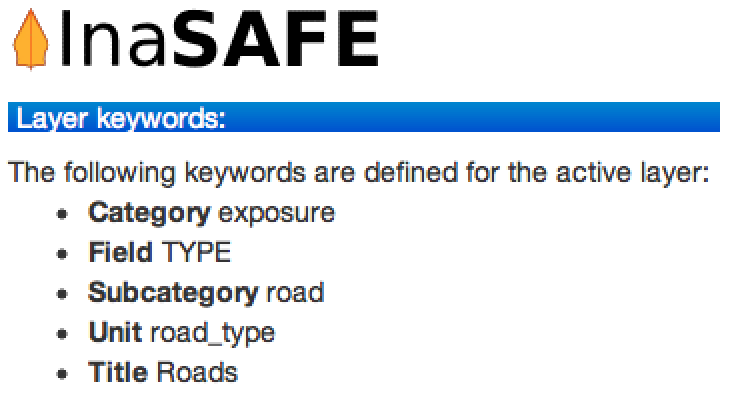 InaSAFE
Layer keywords:
The following keywords are defined for the active layer:
• Category exposure
• Field TYPE
• Subcategory road
• Unit road_type
• Title Roads